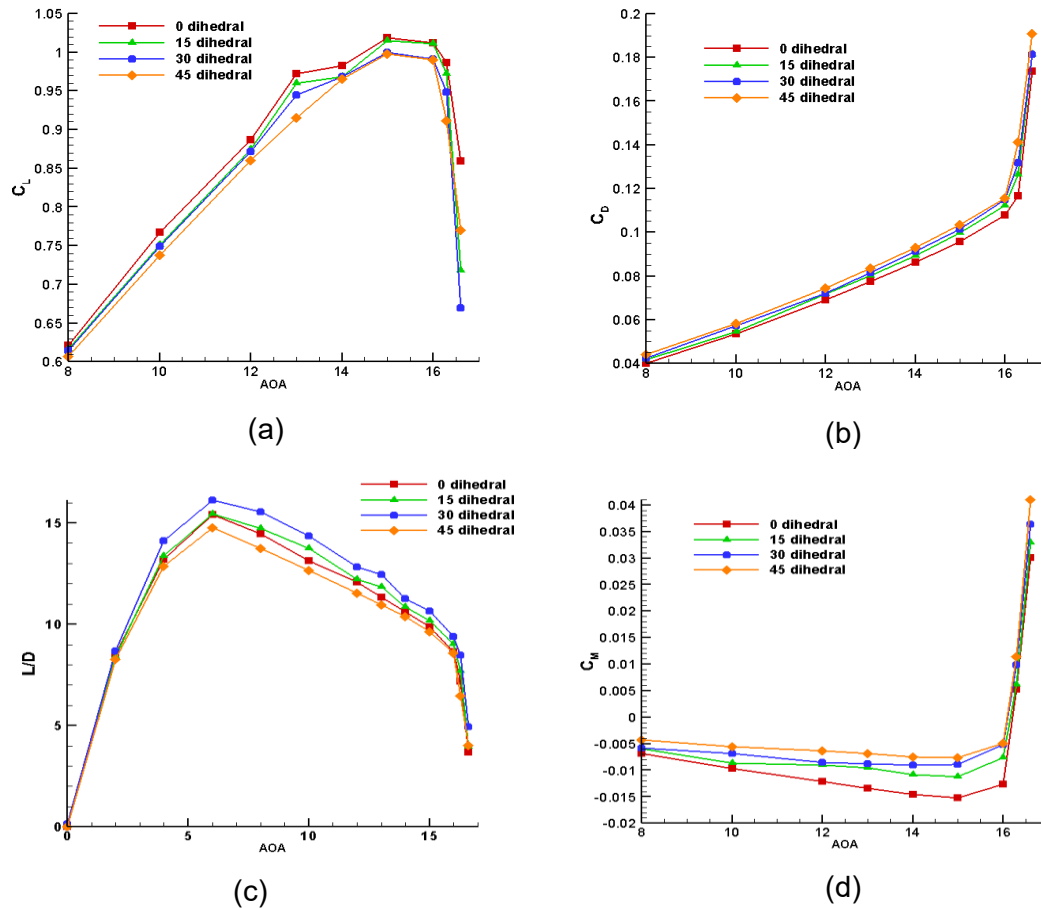 0 dihedral
15 dihedral
30 dihedral
45 dihedral
1.05
1
0.95
0.9
0.85
0.8
0.75
0.7
0.65
0.6
C_L
8 10 12 14 16
AOA
(a)
0 dihedral
15 dihedral
30 dihedral
45 dihedral
0.2
0.18
0.16
0.14
0.12
0.1
0.08
0.06
0.04
C_D
8 10 12 14 16
AOA
(b)
0 dihedral
15 dihedral
30 dihedral
45 dihedral
15
10
5
0
L/D
0 5 10 15
AOA
(c)
0 dihedral
15 dihedral
30 dihedral
45 dihedral
0.04
0.035
0.03
0.025
0.02
0.015
0.01
0.005
0
-0.005
-0.01
-0.015
-0.02
C_M
8 10 12 14 16
AOA
(d)